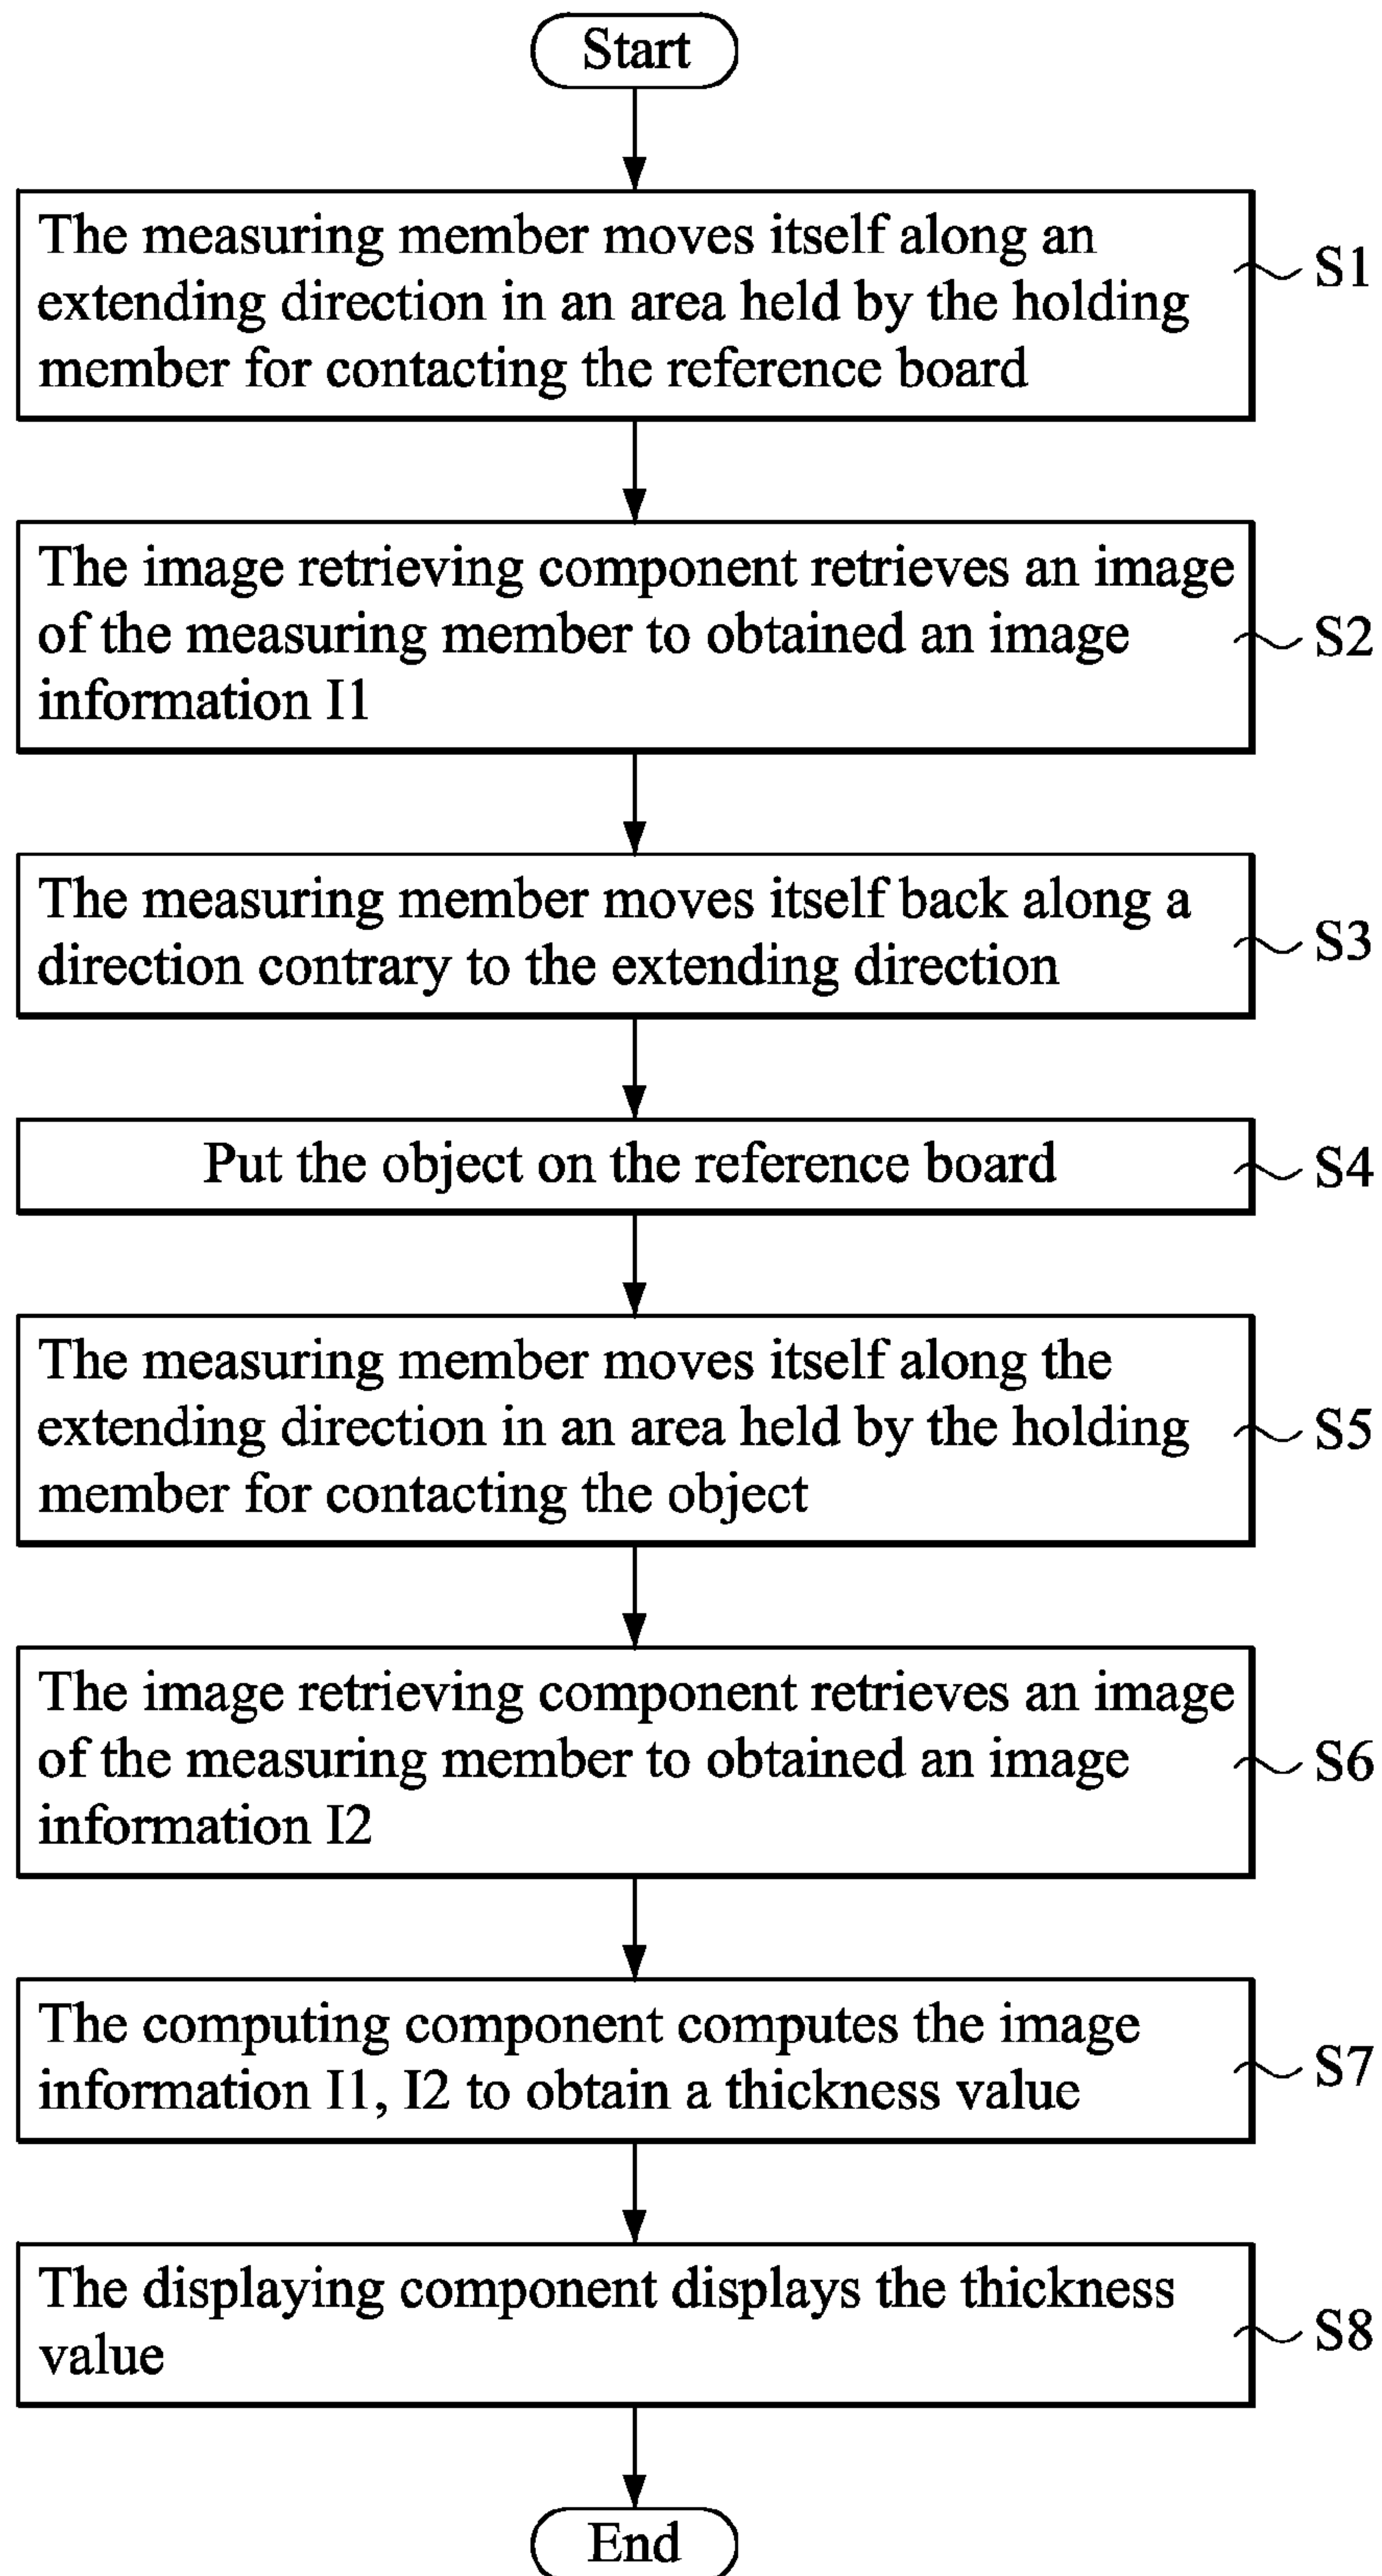 Start
The measuring member moves itself along an
extending direction in an area held by the holding
member for contacting the reference board
S1
The image retrieving component retrieves an image
of the measuring member to obtained an image
information I1
S2
The measuring member moves itself back along a
direction contrary to the extending direction
S3
Put the object on the reference board
S4
The measuring member moves itself along the
extending direction in an area held by the holding
member for contacting the object
S5
The image retrieving component retrieves an image
of the measuring member to obtained an image
information I2
S6
The computing component computes the image
information I1, I2 to obtain a thickness value
S7
The displaying component displays the thickness
value
S8
End